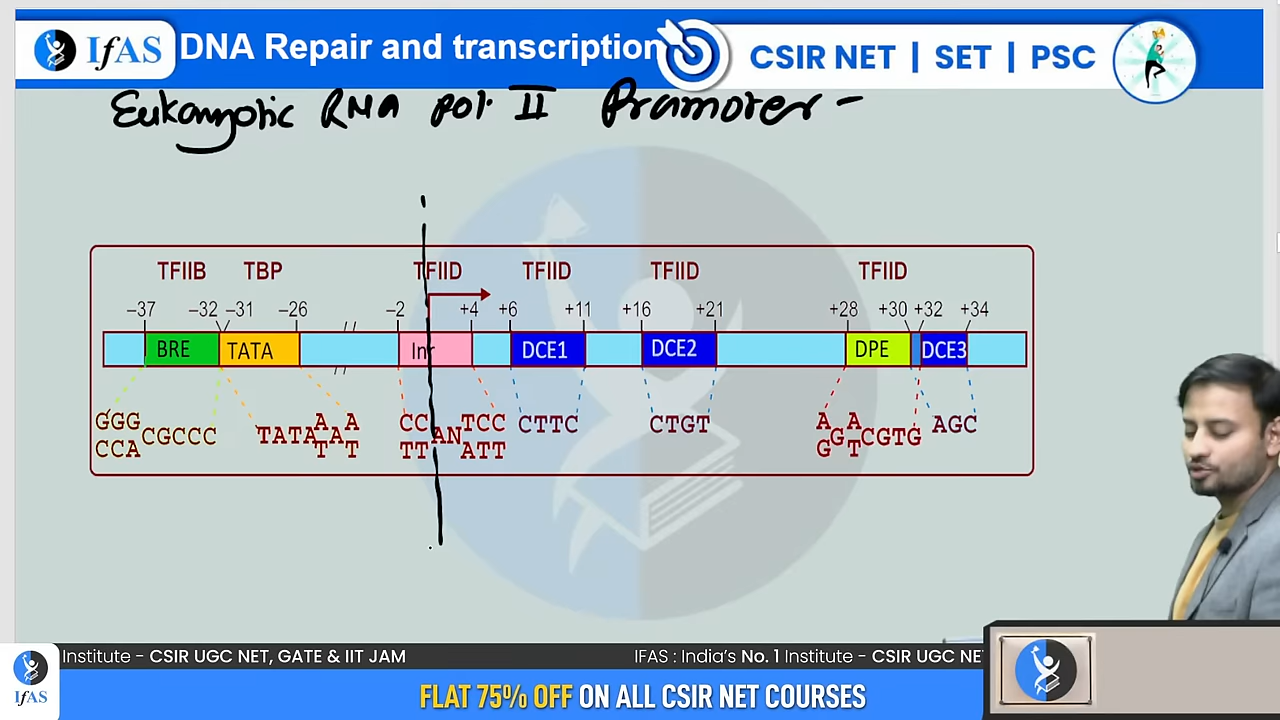 IfAS DNA Repair and transcription CSIR NET | SET | PSC
Eukaryotic RNA pol. II Promoter -
TFIIB TBP TFIID TFIID TFIID TFIID
–37 –32 –31 –26 –2 +4 +6 +11 +16 +21 +28 +30 +32 +34
BRE TATA Inr DCE1 DCE2 DPE DCE3
GGG A A CC TCC A A
CGCCC TATA A AN CTTC CTGT G CGTG AGC
CCA T T TT ATT G T
Institute - CSIR UGC NET, GATE & IIT JAM IFAS : India's No. 1 Institute - CSIR UGC NE
IfAS FLAT 75% OFF ON ALL CSIR NET COURSES